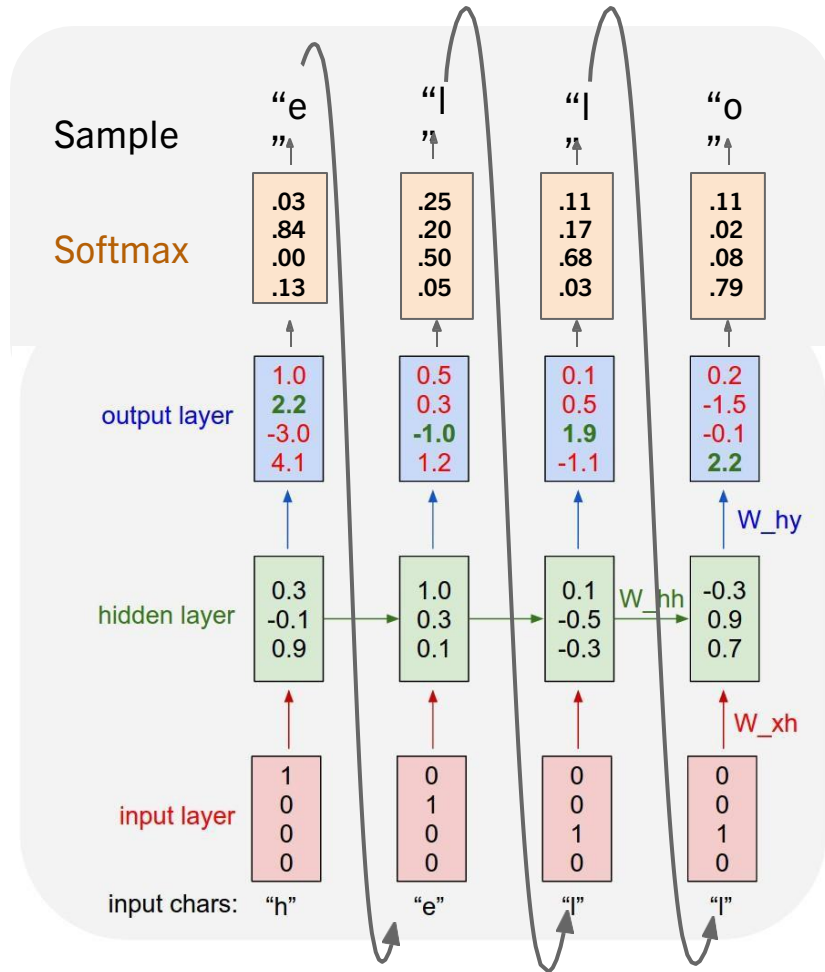 “e ” “l ” “l ” “o ”
Sample
.03 .25 .11 .11
.84 .20 .17 .02
.00 .50 .68 .08
.13 .05 .03 .79
Softmax
1.0 0.5 0.1 0.2
2.2 0.3 0.5 -1.5
-3.0 -1.0 1.9 -0.1
4.1 1.2 -1.1 2.2
output layer
W_hy
0.3 1.0 0.1 -0.3
-0.1 0.3 -0.5 0.9
0.9 0.1 -0.3 0.7
hidden layer
W_hh
W_xh
1 0 0 0
0 1 0 0
0 0 1 1
0 0 0 0
input layer
input chars: “h” “e” “l” “l”